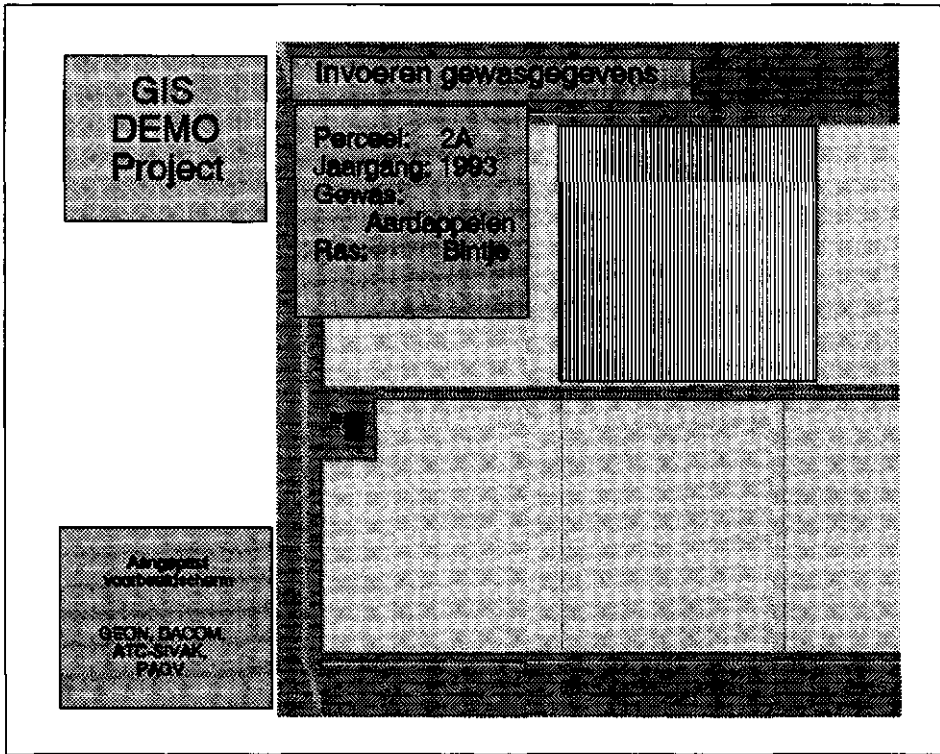 GIS
DEMO
Project
Invoeren gewasgegevens
Perceel: 2A
Jaargang: 1993
Gewas:
Aardappelen
Ras: Bintje
Aangepast
voorbeeldscherm
GEON, DACOM,
ATC-SIVAK,
PAGV